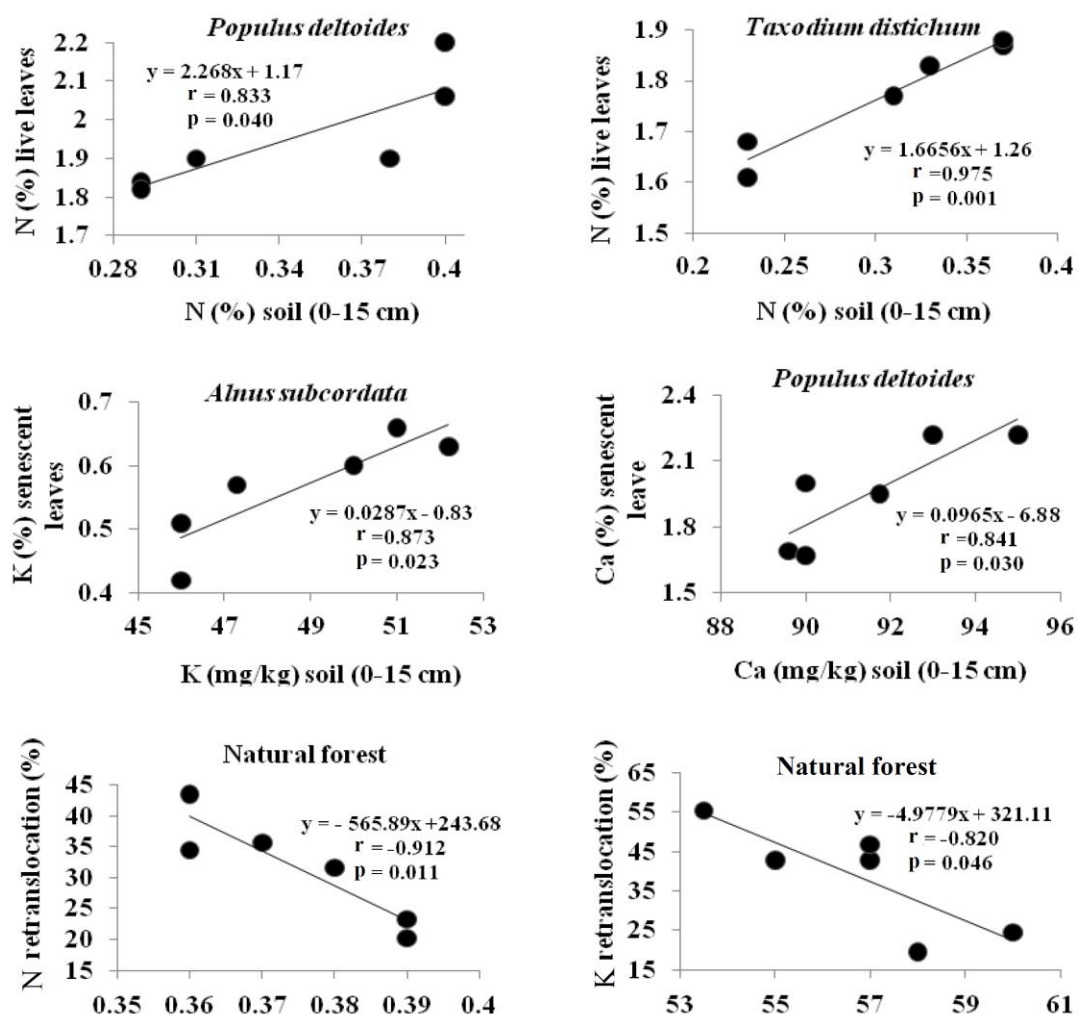 Populus deltoides
N (%) live leaves
2.2
2.1
2
1.9
1.8
1.7
y = 2.268x + 1.17
r = 0.833
p = 0.040
0.28 0.31 0.34 0.37 0.4
N (%) soil (0-15 cm)
Taxodium distichum
N (%) live leaves
1.9
1.8
1.7
1.6
1.5
y = 1.6656x + 1.26
r =0.975
p = 0.001
0.2 0.25 0.3 0.35 0.4
N (%) soil (0-15 cm)
Alnus subcordata
K (%) senescent
leaves
0.7
0.6
0.5
0.4
y = 0.0287x - 0.83
r =0.873
p = 0.023
45 47 49 51 53
K (mg/kg) soil (0-15 cm)
Populus deltoides
Ca (%) senescent
leave
2.4
2.1
1.8
1.5
y = 0.0965x - 6.88
r =0.841
p = 0.030
88 90 92 94 96
Ca (mg/kg) soil (0-15 cm)
Natural forest
N retranslocation (%)
45
40
35
30
25
20
15
y = - 565.89x +243.68
r = -0.912
p = 0.011
0.35 0.36 0.37 0.38 0.39 0.4
Natural forest
K retranslocation (%)
65
55
45
35
25
15
y = -4.9779x + 321.11
r = -0.820
p = 0.046
53 55 57 59 61